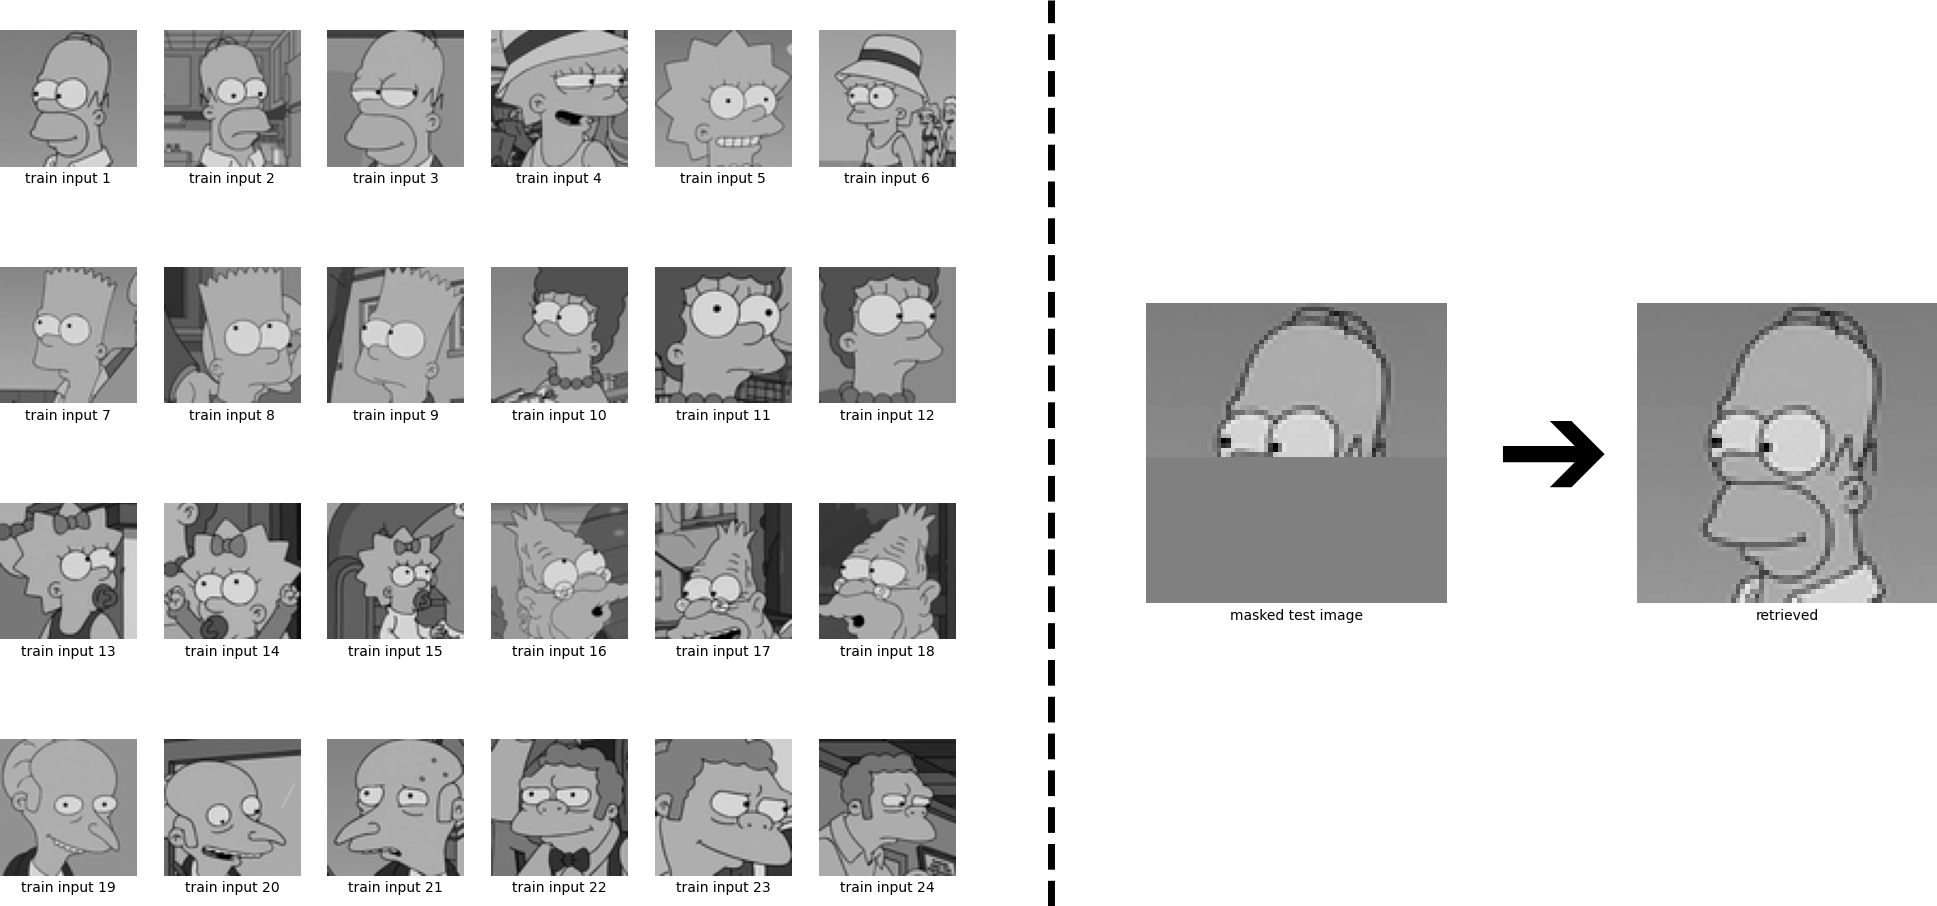 train input 1
train input 2
train input 3
train input 4
train input 5
train input 6
train input 7
train input 8
train input 9
train input 10
train input 11
train input 12
train input 13
train input 14
train input 15
train input 16
train input 17
train input 18
train input 19
train input 20
train input 21
train input 22
train input 23
train input 24
masked test image
retrieved